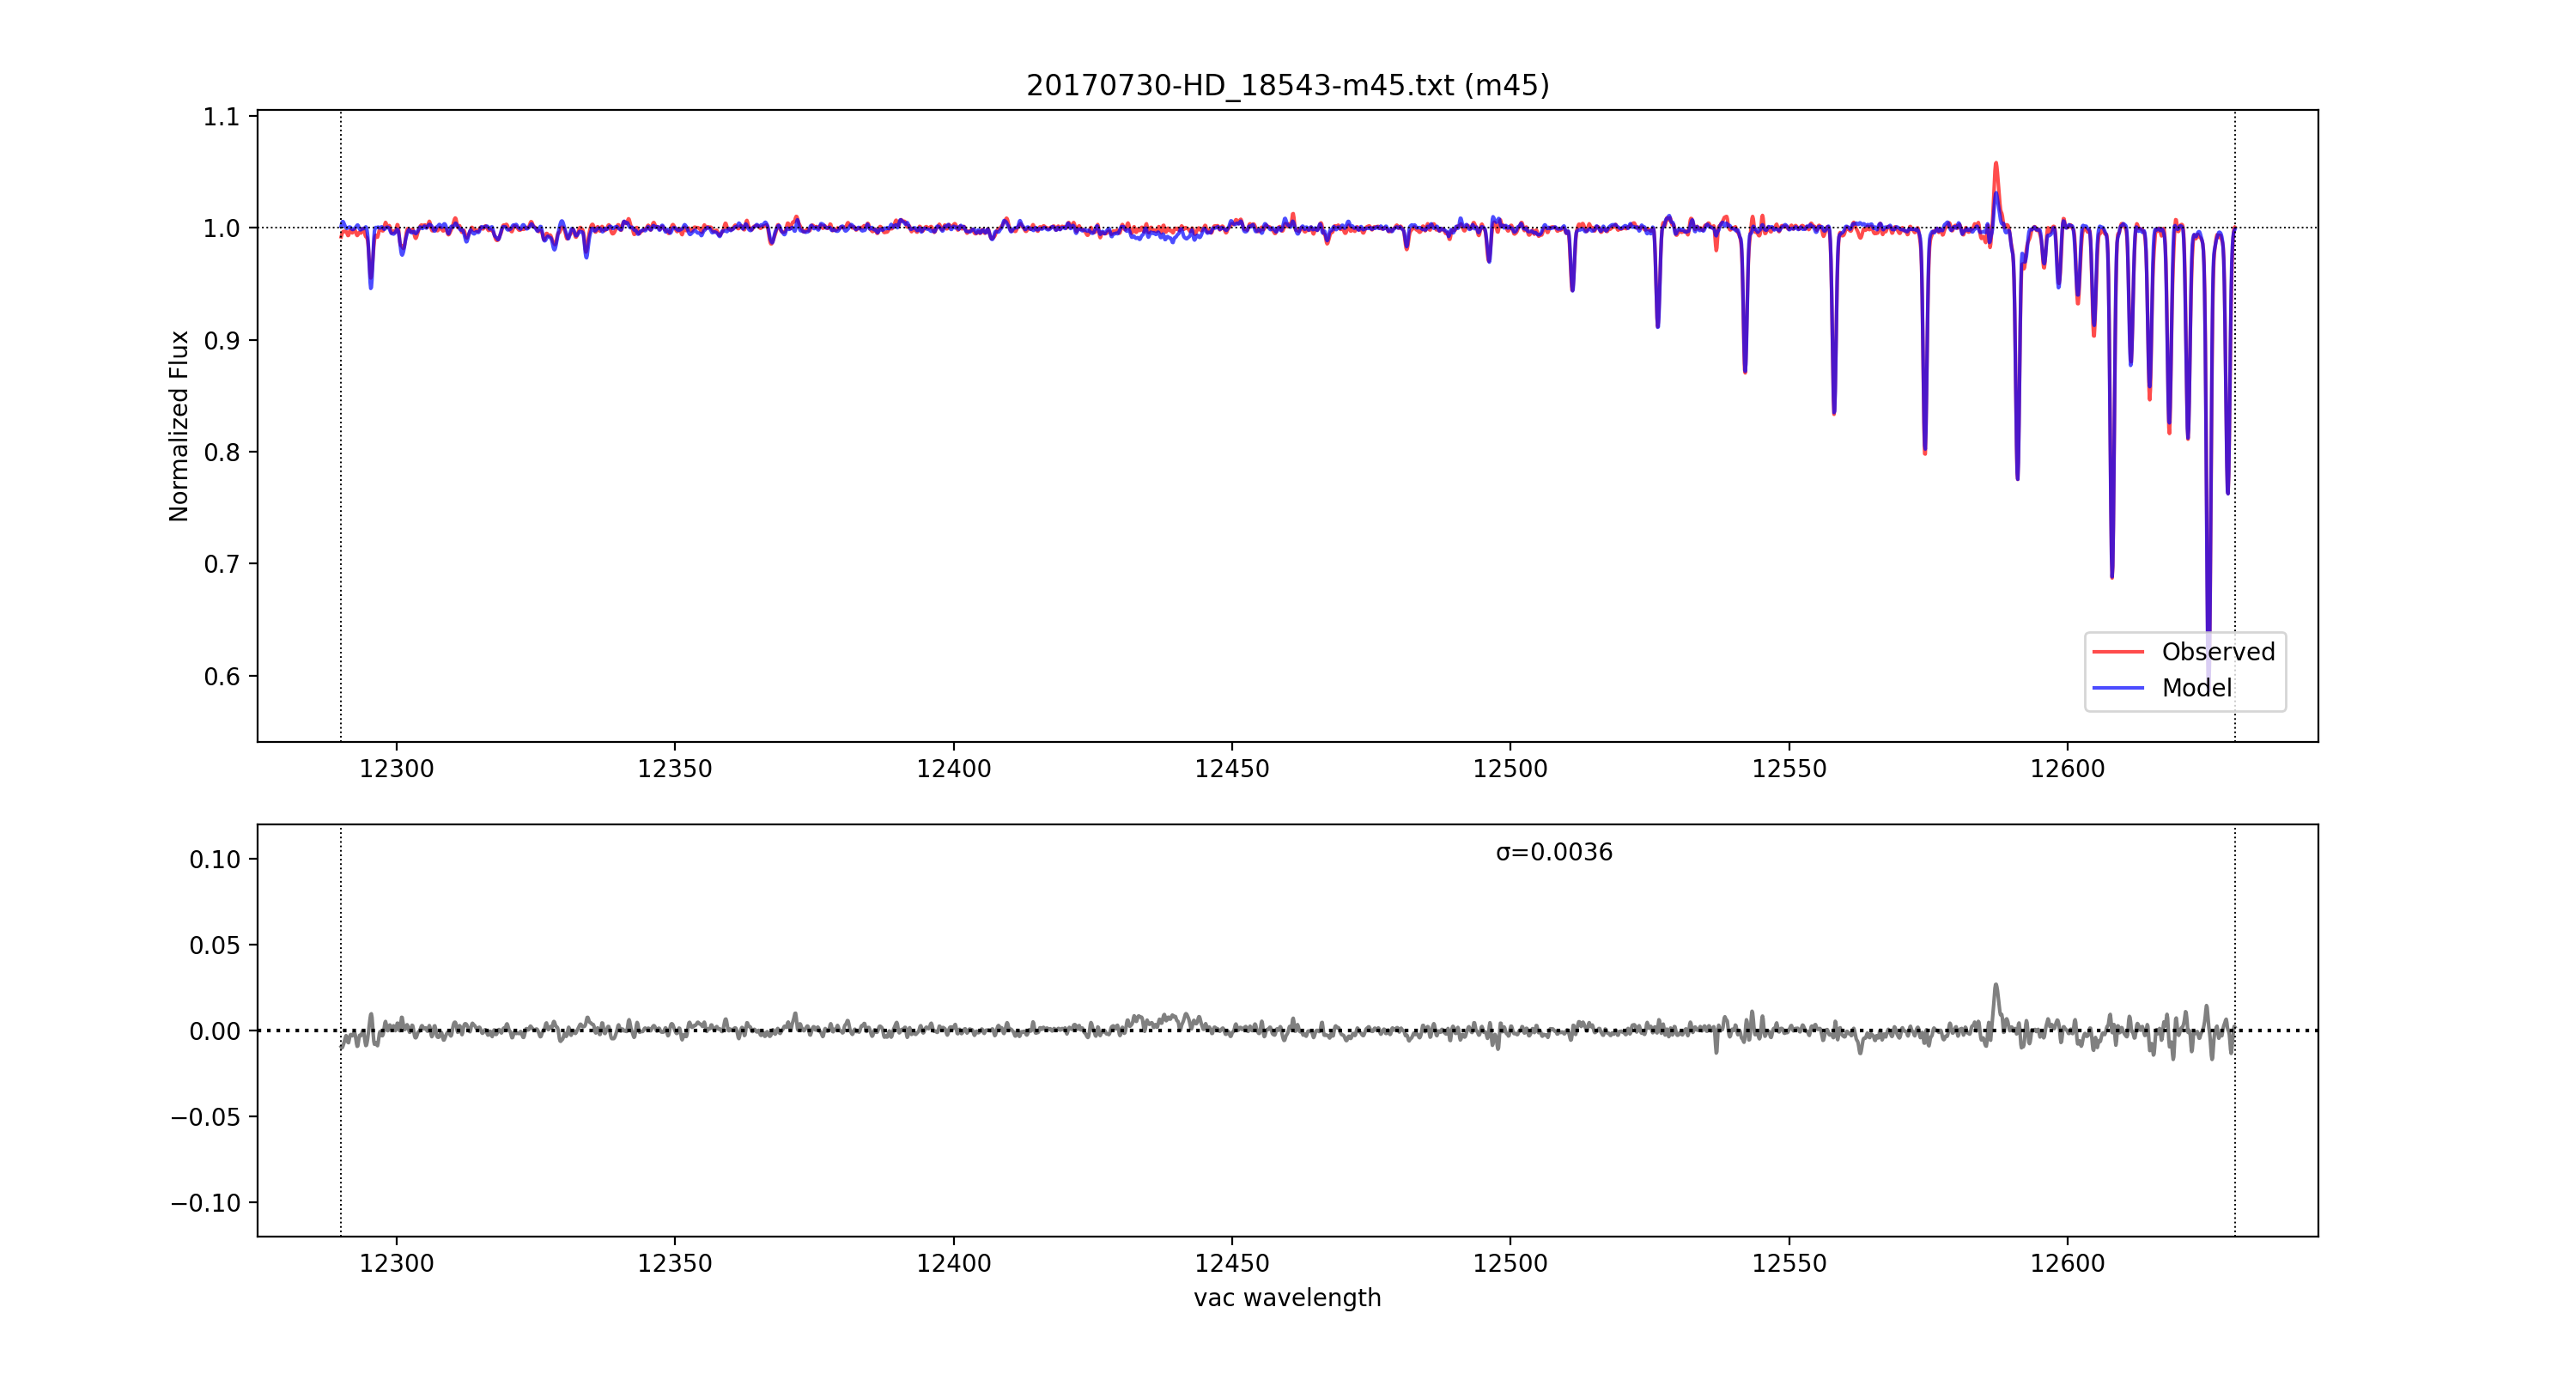 20170730-HD_18543-m45.txt (m45)
Normalized Flux
1.1
1.0
0.9
0.8
0.7
0.6
Observed
Model
12300 12350 12400 12450 12500 12550 12600
σ=0.0036
0.10
0.05
0.00
−0.05
−0.10
12300 12350 12400 12450 12500 12550 12600
vac wavelength